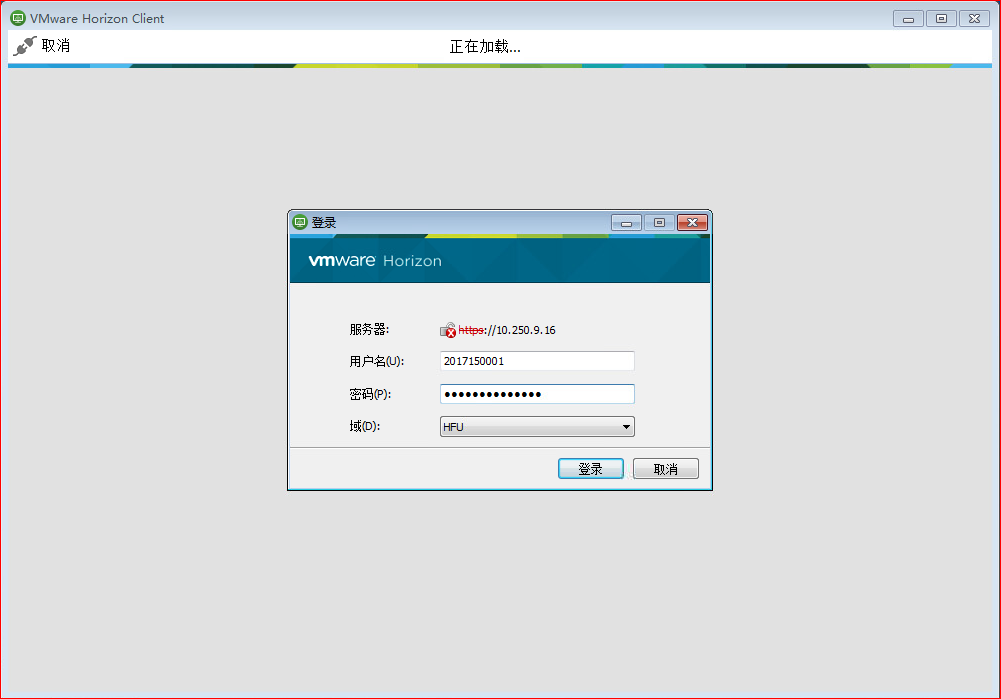 VMware Horizon Client
取消
正在加载...
登录
vmware Horizon
服务器: https://10.250.9.16
用户名(U): 2017150001
密码(P): ●●●●●●●●●●●●●●
域(D): HFU
登录 取消